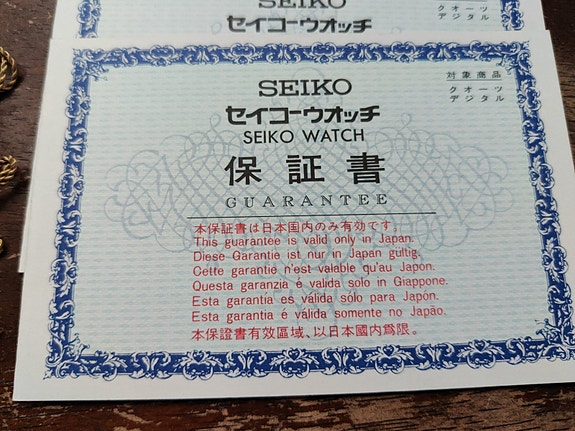 セイコーウオッチ
クオーツ
デジタル
SEIKO
セイコーウオッチ
SEIKO WATCH
保証書
GUARANTEE
対象商品
クオーツ
デジタル
本保証書は日本国内のみ有効です。
This guarantee is valid only in Japan.
Diese Garantie ist nur in Japan gültig.
Cette garantie n'est valable qu'au Japon.
Questa garanzia é valida solo in Giappone.
Esta garantía es válida sólo para Japón.
Esta garantia é válida somente no Japão.
本保證書有效區域、以日本國内爲限。